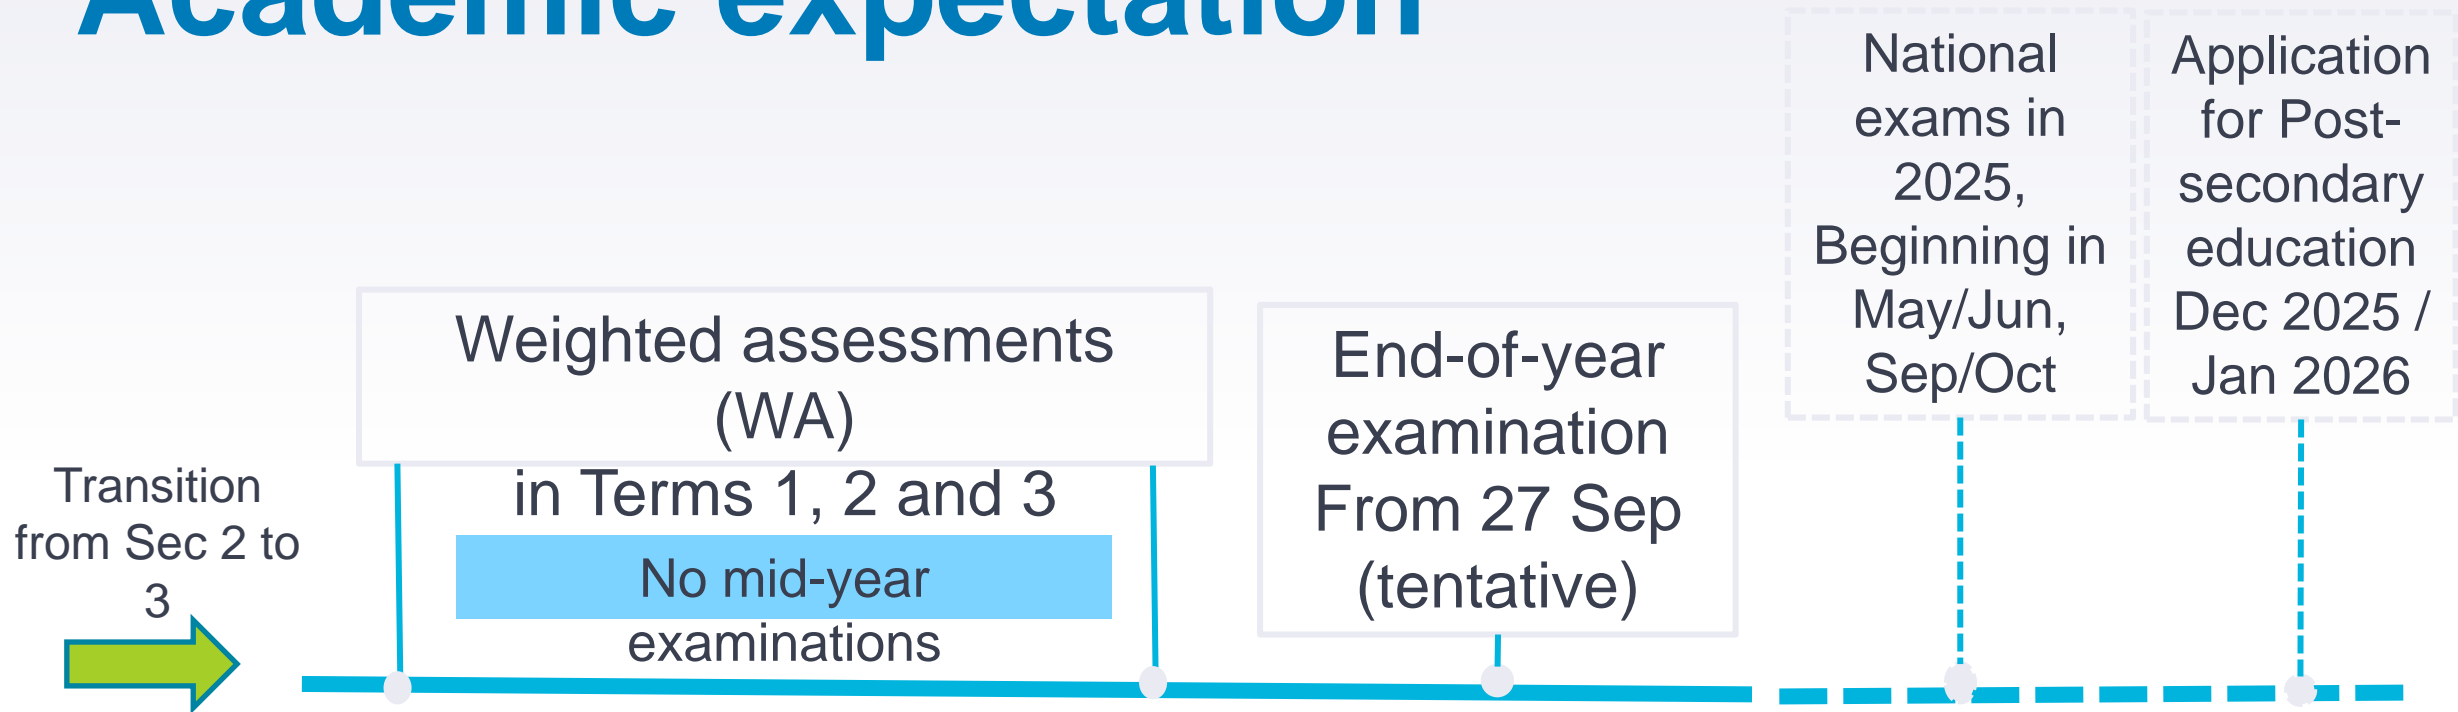 Academic expectation
Transition
from Sec 2 to
3
Weighted assessments
(WA)
in Terms 1, 2 and 3
No mid-year
examinations
End-of-year
examination
From 27 Sep
(tentative)
National
exams in
2025,
Beginning in
May/Jun,
Sep/Oct
Application
for Post-
secondary
education
Dec 2025 /
Jan 2026